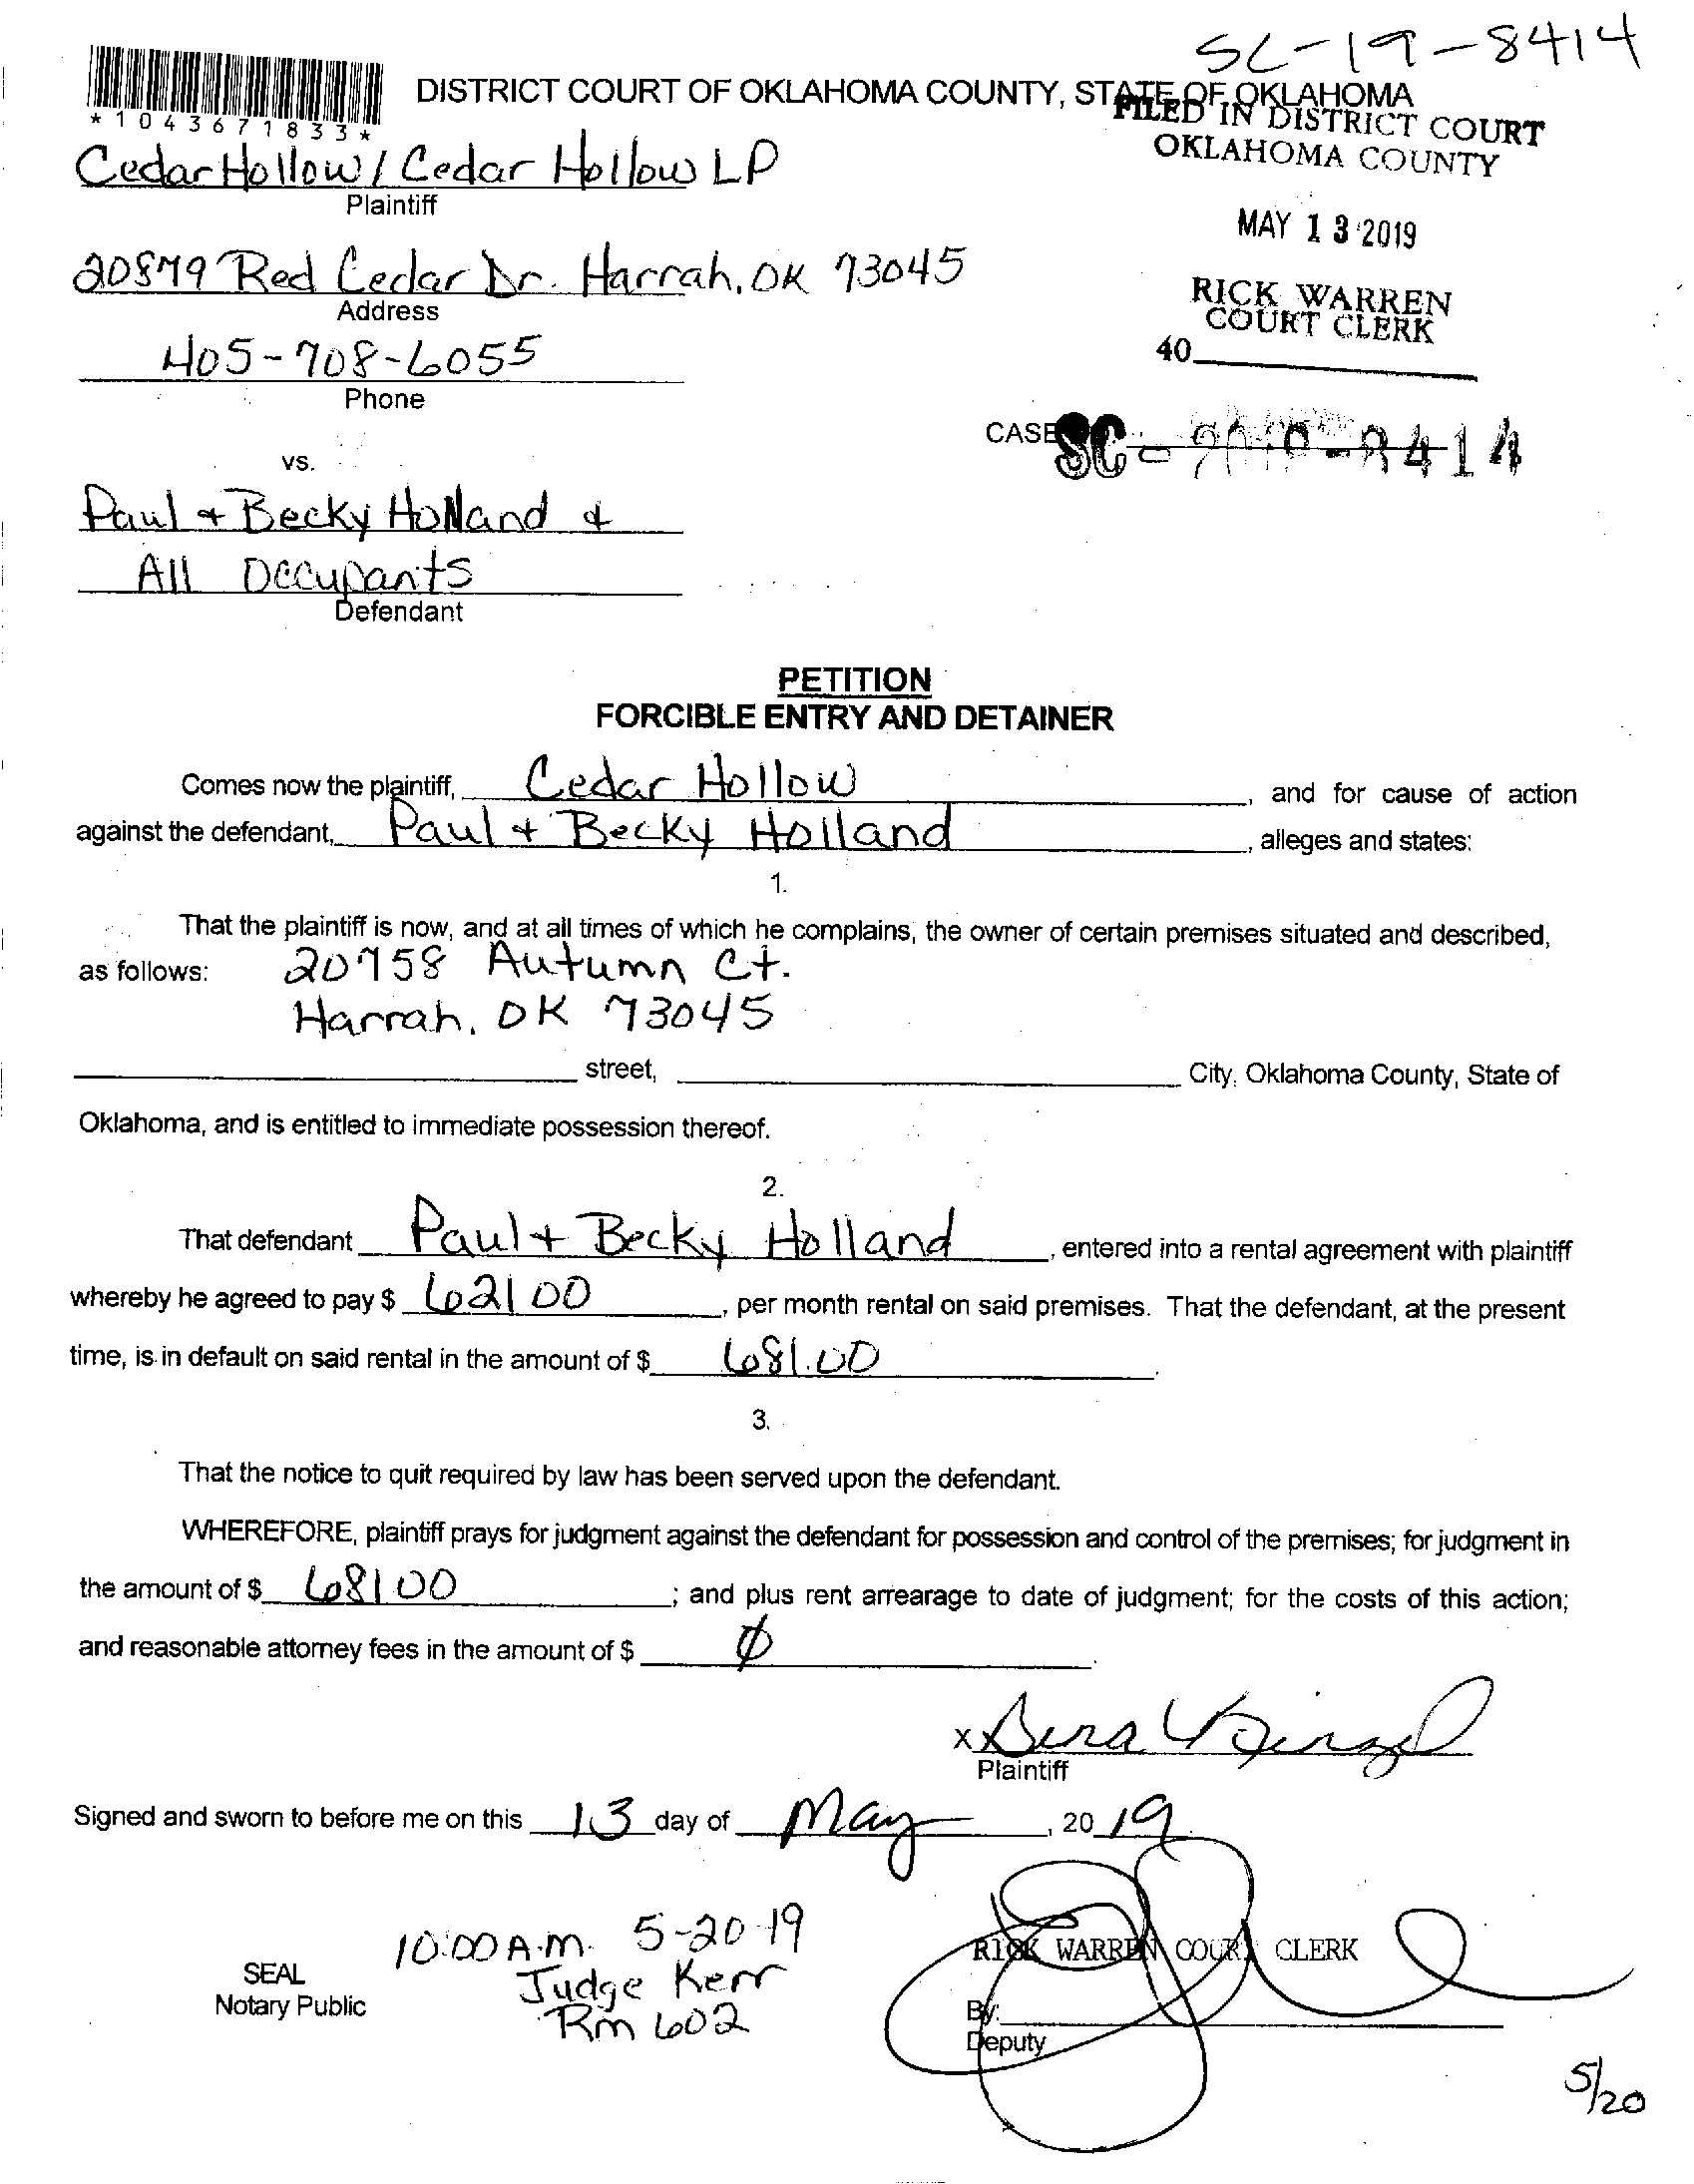 SC-19-8414
*1043671833*
DISTRICT COURT OF OKLAHOMA COUNTY, STATE OF OKLAHOMA
FILED IN DISTRICT COURT
OKLAHOMA COUNTY
Cedar Hollow / Cedar Hollow LP
Plaintiff
MAY 13 2019
20879 Red Cedar Dr. Harrah, OK 73045
Address
RICK WARREN
COURT CLERK
405-708-6055
40
Phone
CASE SC - 2019 - 8414
vs.
Paul + Becky Holland &
All Occupants
Defendant
PETITION
FORCIBLE ENTRY AND DETAINER
Comes now the plaintiff, Cedar Hollow, and for cause of action
against the defendant, Paul + Becky Holland, alleges and states:
1.
That the plaintiff is now, and at all times of which he complains, the owner of certain premises situated and described,
as follows: 20758 Autumn Ct.
Harrah, OK 73045
street, City, Oklahoma County, State of
Oklahoma, and is entitled to immediate possession thereof.
2.
That defendant Paul + Becky Holland, entered into a rental agreement with plaintiff
whereby he agreed to pay $ 621 00, per month rental on said premises. That the defendant, at the present
time, is in default on said rental in the amount of $ 681.00.
3.
That the notice to quit required by law has been served upon the defendant.
WHEREFORE, plaintiff prays for judgment against the defendant for possession and control of the premises; for judgment in
the amount of $ 681 00; and plus rent arrearage to date of judgment; for the costs of this action;
and reasonable attorney fees in the amount of $ ∅.
x
Plaintiff
Signed and sworn to before me on this 13 day of May, 20 19
10:00 A.M. 5-20-19
SEAL Judge Kerr
Notary Public Rm 602
RICK WARREN COURT CLERK
By:
Deputy
5/20